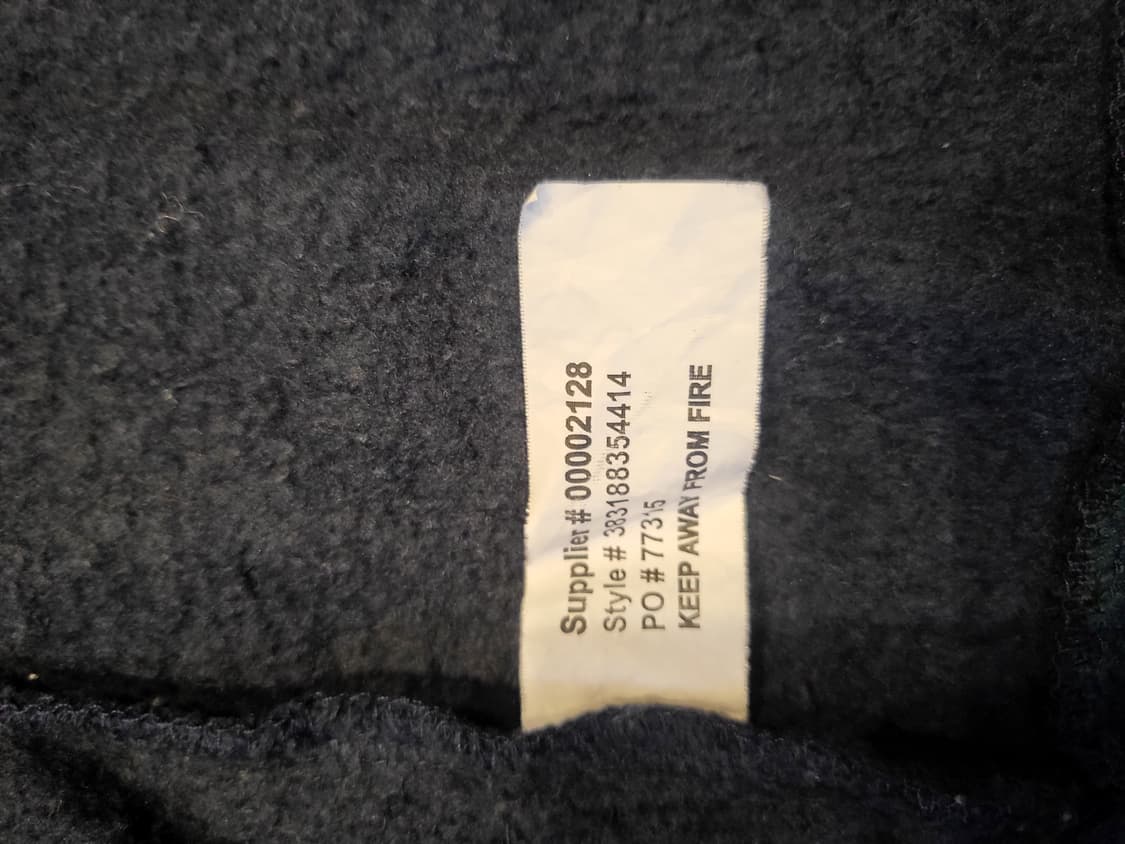 Supplier # 00002128
Style # 383188354414
PO # 77315
KEEP AWAY FROM FIRE